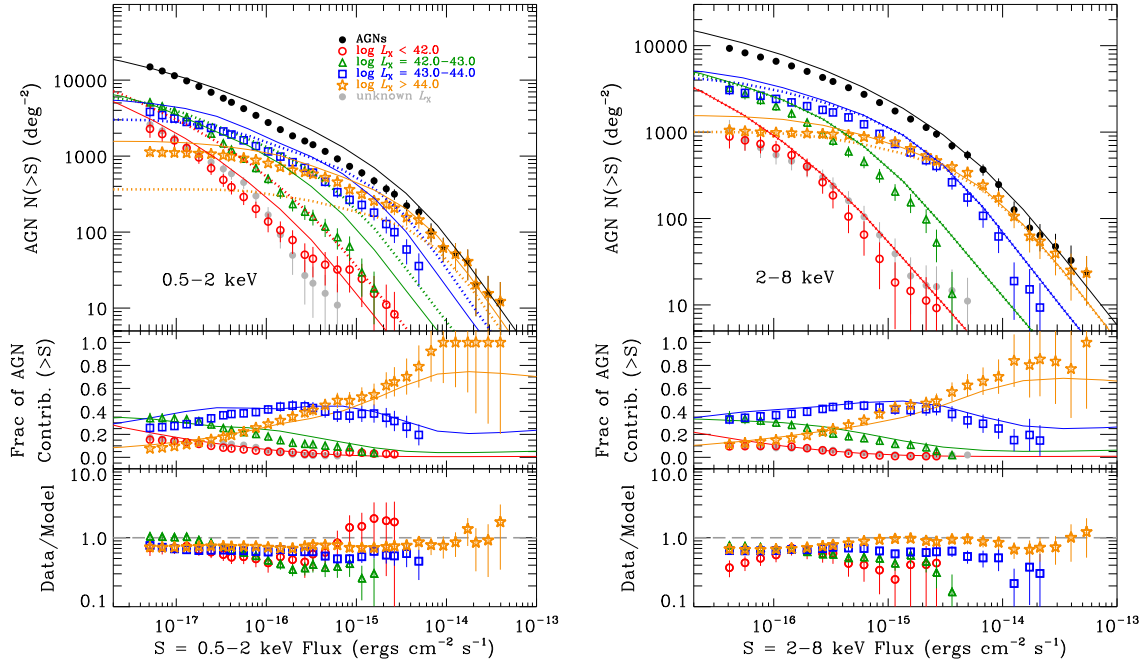 AGN N(>S) (deg⁻²)
10000
1000
100
10
AGNs
log Lx < 42.0
log Lx = 42.0−43.0
log Lx = 43.0−44.0
log Lx > 44.0
unknown Lx
0.5−2 keV
Frac of AGN
Contrib. (>S)
1.0
0.8
0.6
0.4
0.2
0.0
Data/Model
10.0
1.0
0.1
10⁻¹⁷
10⁻¹⁶
10⁻¹⁵
10⁻¹⁴
10⁻¹³
S = 0.5−2 keV Flux (ergs cm⁻² s⁻¹)
AGN N(>S) (deg⁻²)
10000
1000
100
10
2−8 keV
Frac of AGN
Contrib. (>S)
1.0
0.8
0.6
0.4
0.2
0.0
Data/Model
10.0
1.0
0.1
10⁻¹⁶
10⁻¹⁵
10⁻¹⁴
10⁻¹³
S = 2−8 keV Flux (ergs cm⁻² s⁻¹)